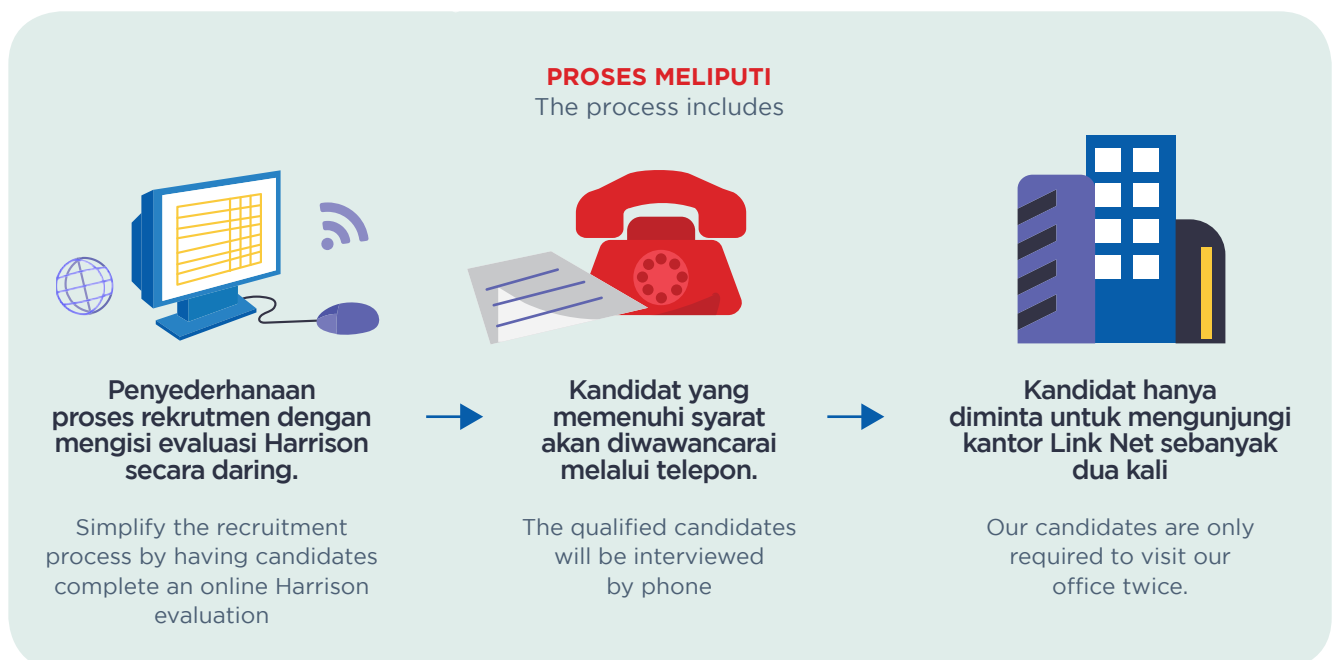 PROSES MELIPUTI
The process includes
Penyederhanaan
proses rekrutmen dengan
mengisi evaluasi Harrison
secara daring.
Simplify the recruitment
process by having candidates
complete an online Harrison
evaluation
Kandidat yang
memenuhi syarat
akan diwawancarai
melalui telepon.
The qualified candidates
will be interviewed
by phone
Kandidat hanya
diminta untuk mengunjungi
kantor Link Net sebanyak
dua kali
Our candidates are only
required to visit our
office twice.